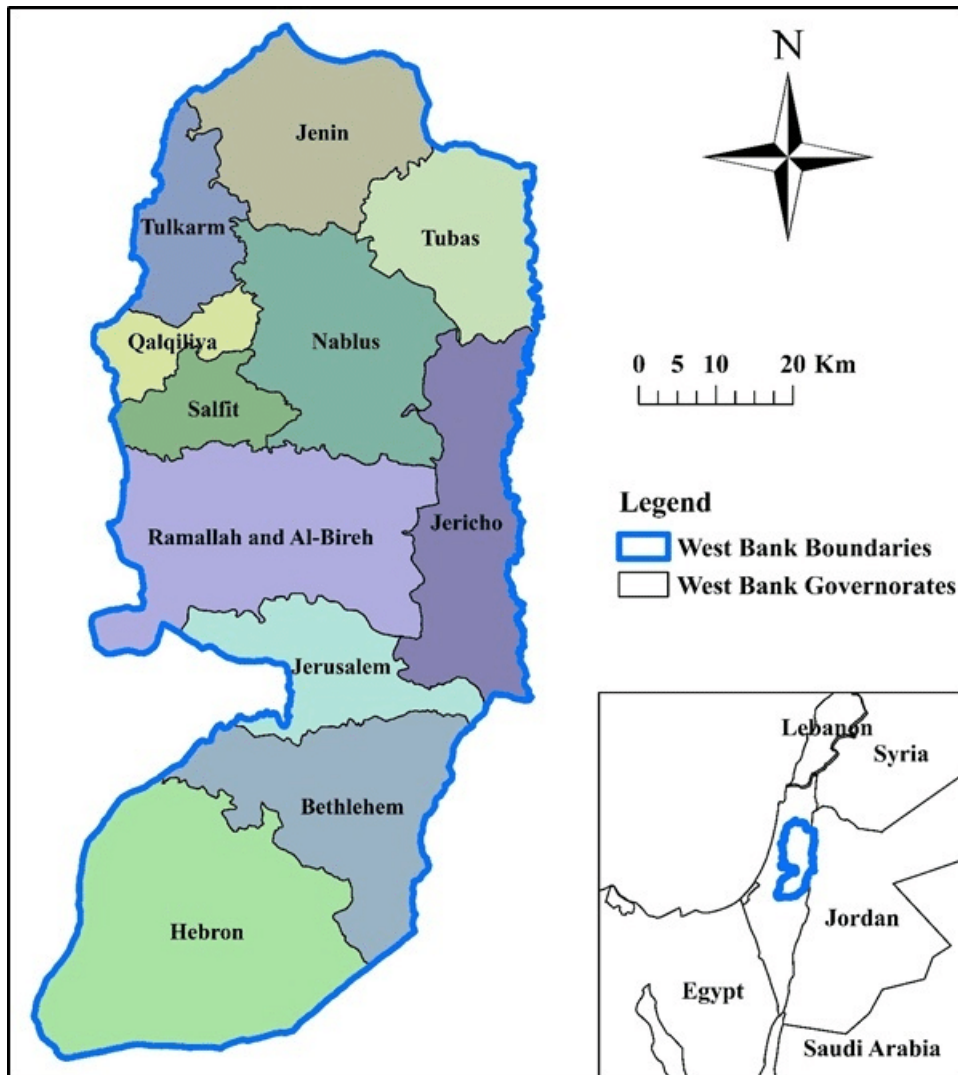 N
Jenin
Tulkarm
Tubas
Qalqiliya
Nablus
Salfit
0 5 10 20 Km
Ramallah and Al-Bireh
Jericho
Legend
West Bank Boundaries
West Bank Governorates
Jerusalem
Bethlehem
Hebron
Lebanon
Syria
Jordan
Egypt
Saudi Arabia